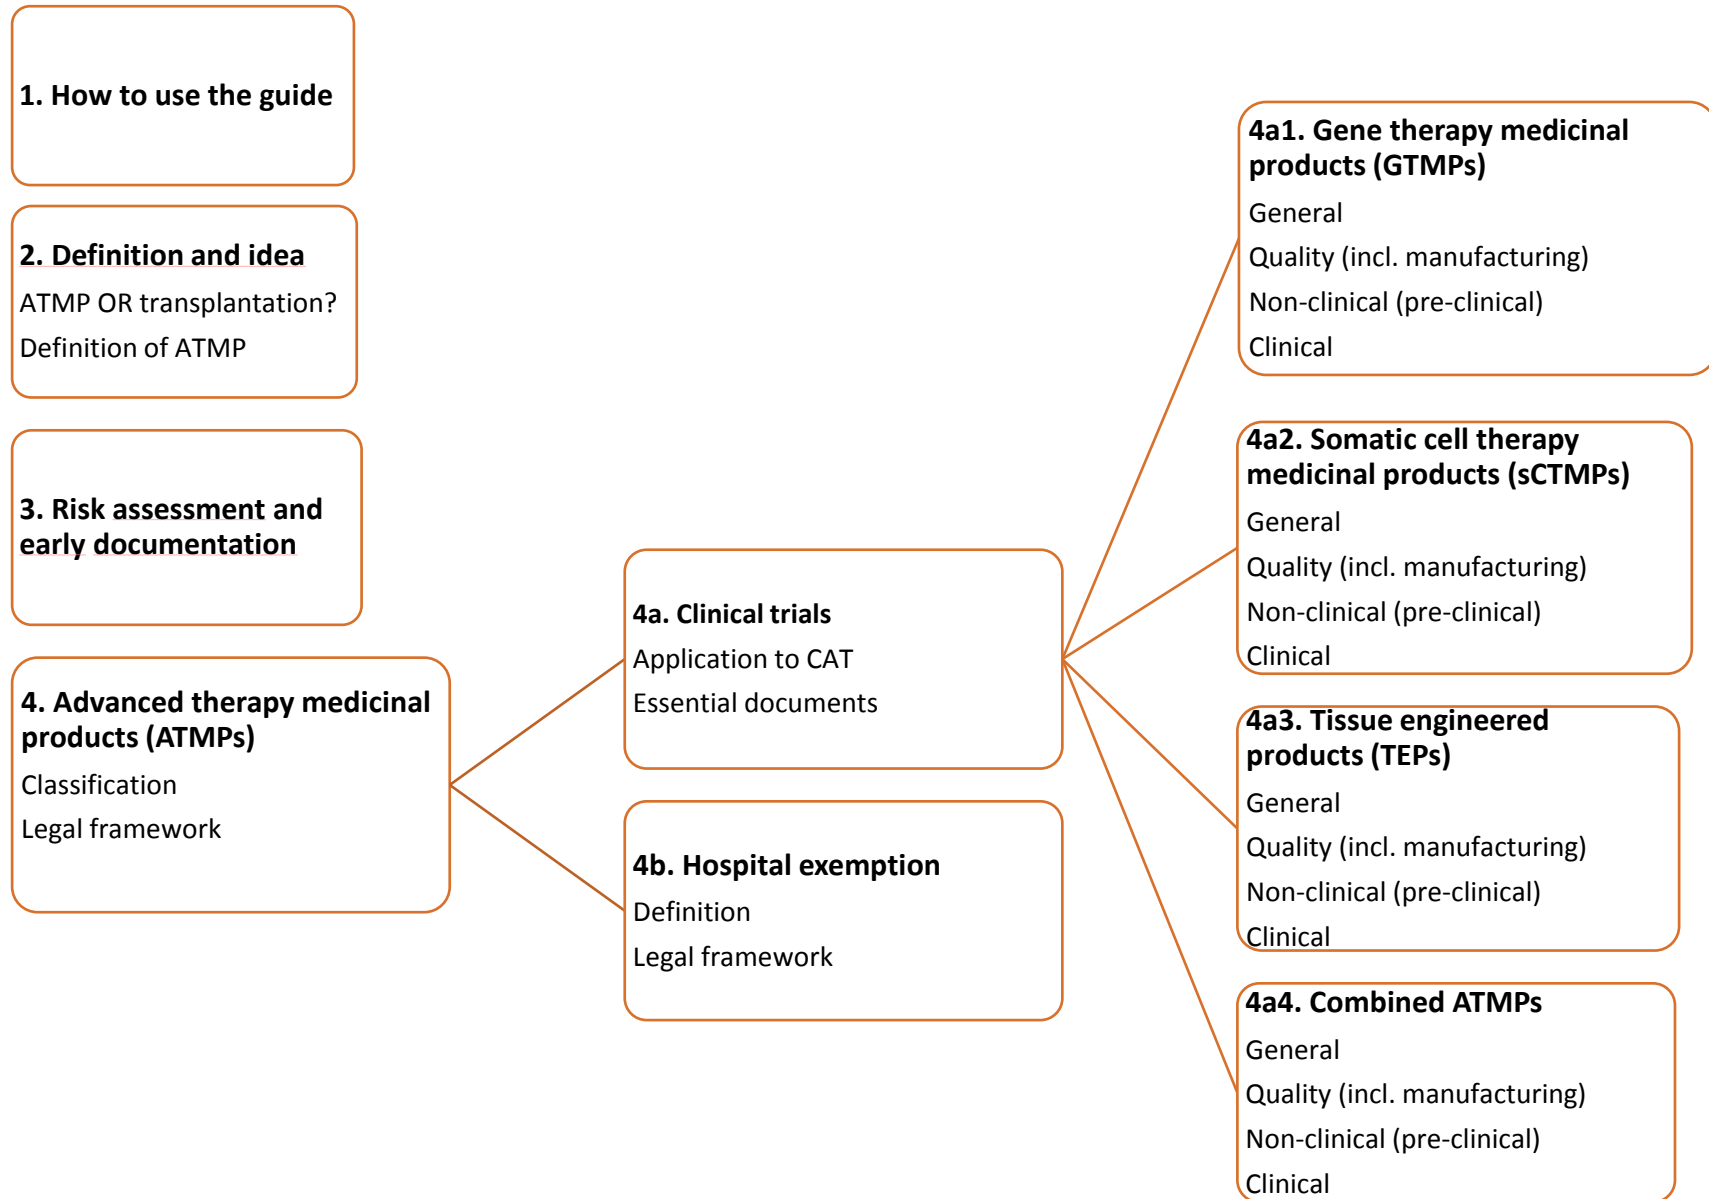 1. How to use the guide
2. Definition and idea
ATMP OR transplantation?
Definition of ATMP
3. Risk assessment and
early documentation
4. Advanced therapy medicinal
products (ATMPs)
Classification
Legal framework
4a. Clinical trials
Application to CAT
Essential documents
4b. Hospital exemption
Definition
Legal framework
4a1. Gene therapy medicinal
products (GTMPs)
General
Quality (incl. manufacturing)
Non-clinical (pre-clinical)
Clinical
4a2. Somatic cell therapy
medicinal products (sCTMPs)
General
Quality (incl. manufacturing)
Non-clinical (pre-clinical)
Clinical
4a3. Tissue engineered
products (TEPs)
General
Quality (incl. manufacturing)
Non-clinical (pre-clinical)
Clinical
4a4. Combined ATMPs
General
Quality (incl. manufacturing)
Non-clinical (pre-clinical)
Clinical